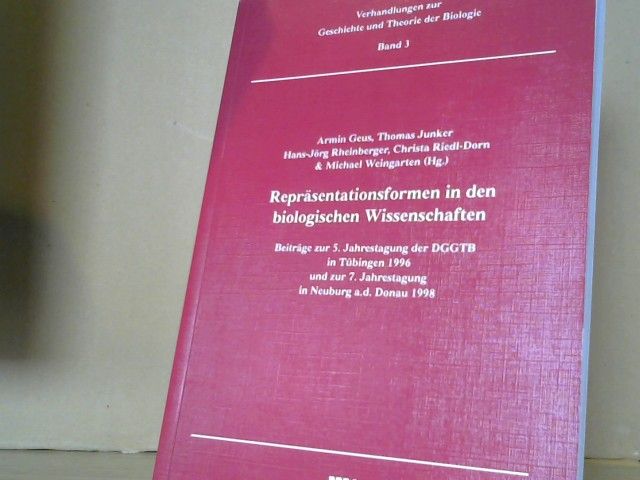 Verhandlungen zur
Geschichte und Theorie der Biologie
Band 3
Armin Geus, Thomas Junker
Hans-Jörg Rheinberger, Christa Riedl-Dorn
& Michael Weingarten (Hg.)
Repräsentationsformen in den
biologischen Wissenschaften
Beiträge zur 5. Jahrestagung der DGGTB
in Tübingen 1996
und zur 7. Jahrestagung
in Neuburg a.d. Donau 1998